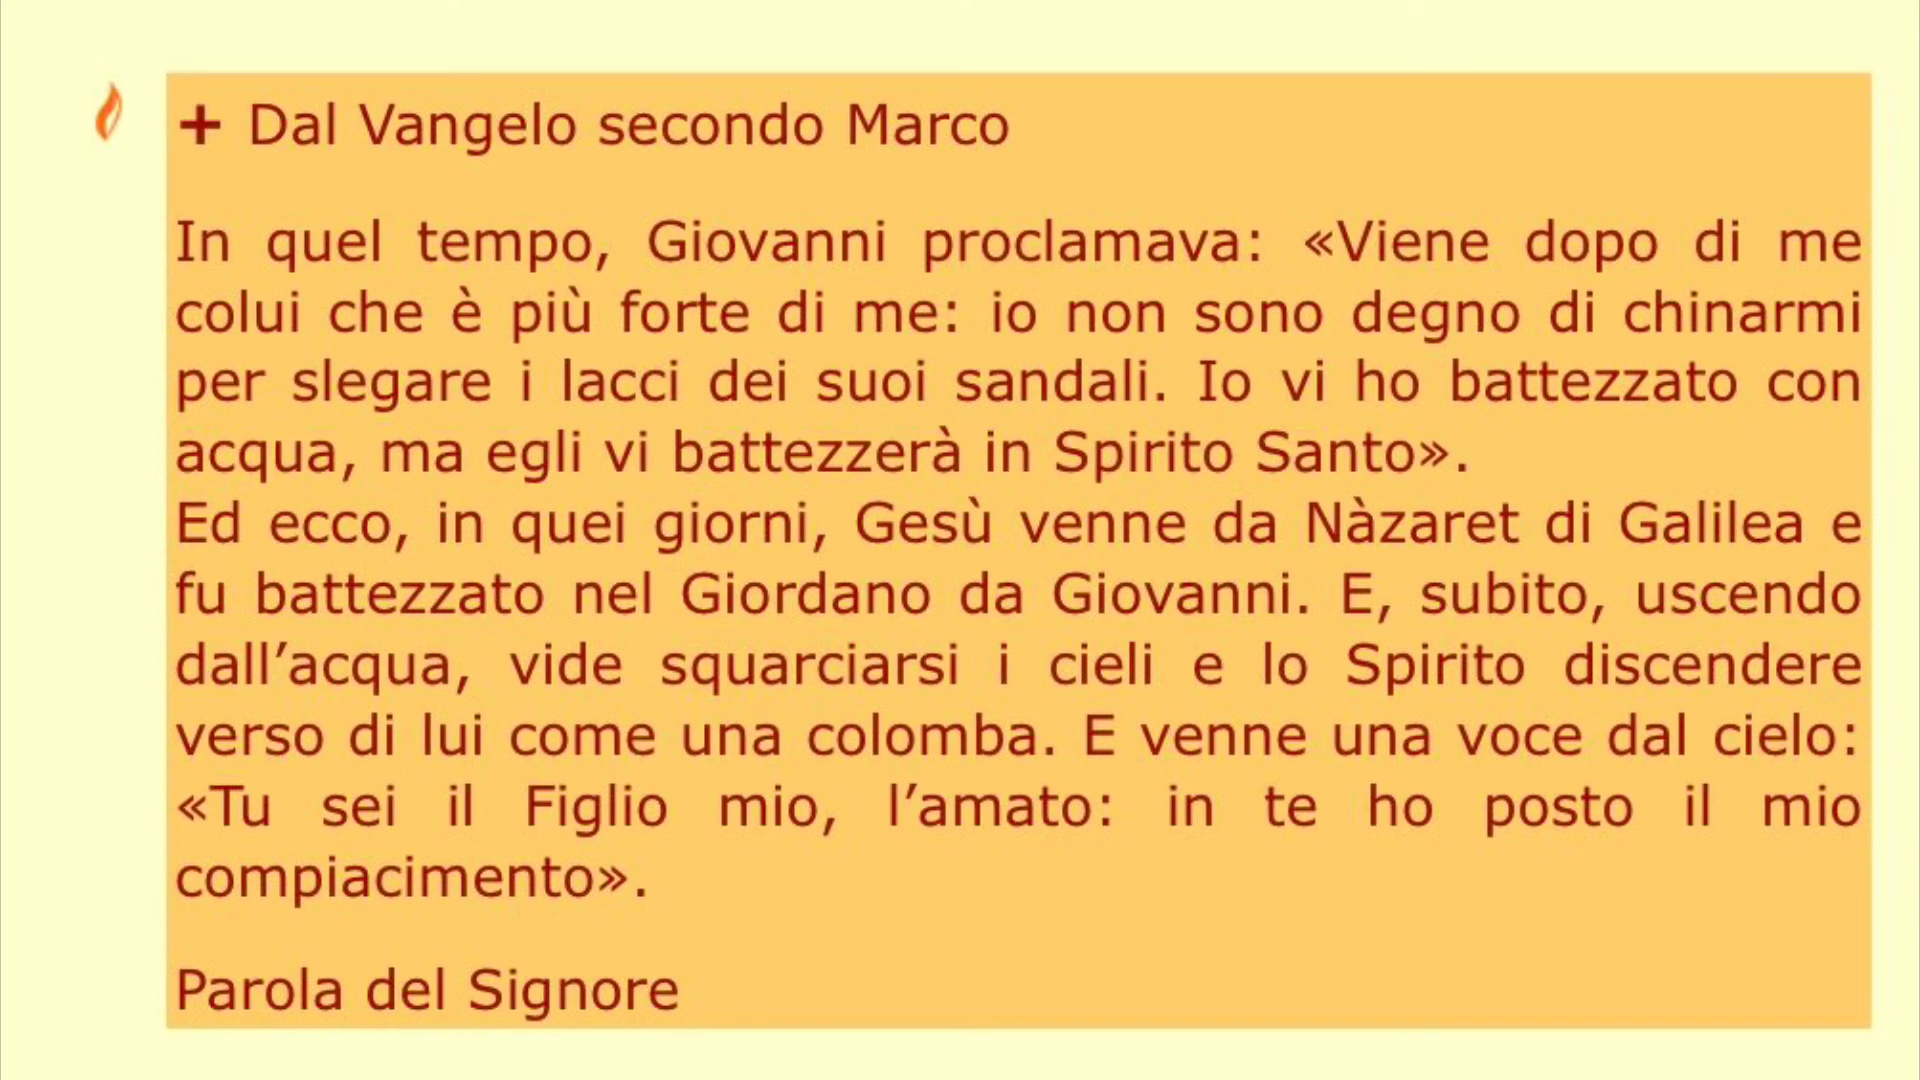 + Dal Vangelo secondo Marco
In quel tempo, Giovanni proclamava: «Viene dopo di me
colui che è più forte di me: io non sono degno di chinarmi
per slegare i lacci dei suoi sandali. Io vi ho battezzato con
acqua, ma egli vi battezzerà in Spirito Santo».
Ed ecco, in quei giorni, Gesù venne da Nàzaret di Galilea e
fu battezzato nel Giordano da Giovanni. E, subito, uscendo
dall’acqua, vide squarciarsi i cieli e lo Spirito discendere
verso di lui come una colomba. E venne una voce dal cielo:
«Tu sei il Figlio mio, l’amato: in te ho posto il mio
compiacimento».
Parola del Signore